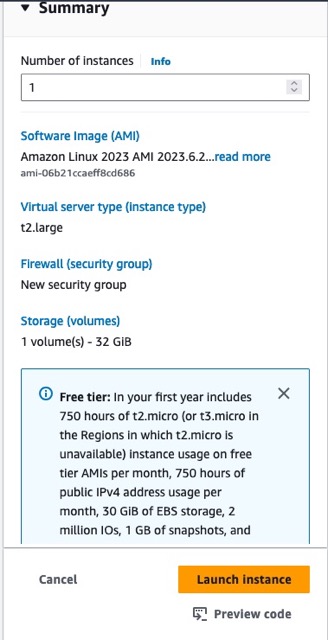 Summary
Number of instances Info
1
Software Image (AMI)
Amazon Linux 2023 AMI 2023.6.2...read more
ami-06b21ccaeff8cd686
Virtual server type (instance type)
t2.large
Firewall (security group)
New security group
Storage (volumes)
1 volume(s) - 32 GiB
Free tier: In your first year includes
750 hours of t2.micro (or t3.micro in
the Regions in which t2.micro is
unavailable) instance usage on free
tier AMIs per month, 750 hours of
public IPv4 address usage per
month, 30 GiB of EBS storage, 2
million IOs, 1 GB of snapshots, and
Cancel
Launch instance
Preview code